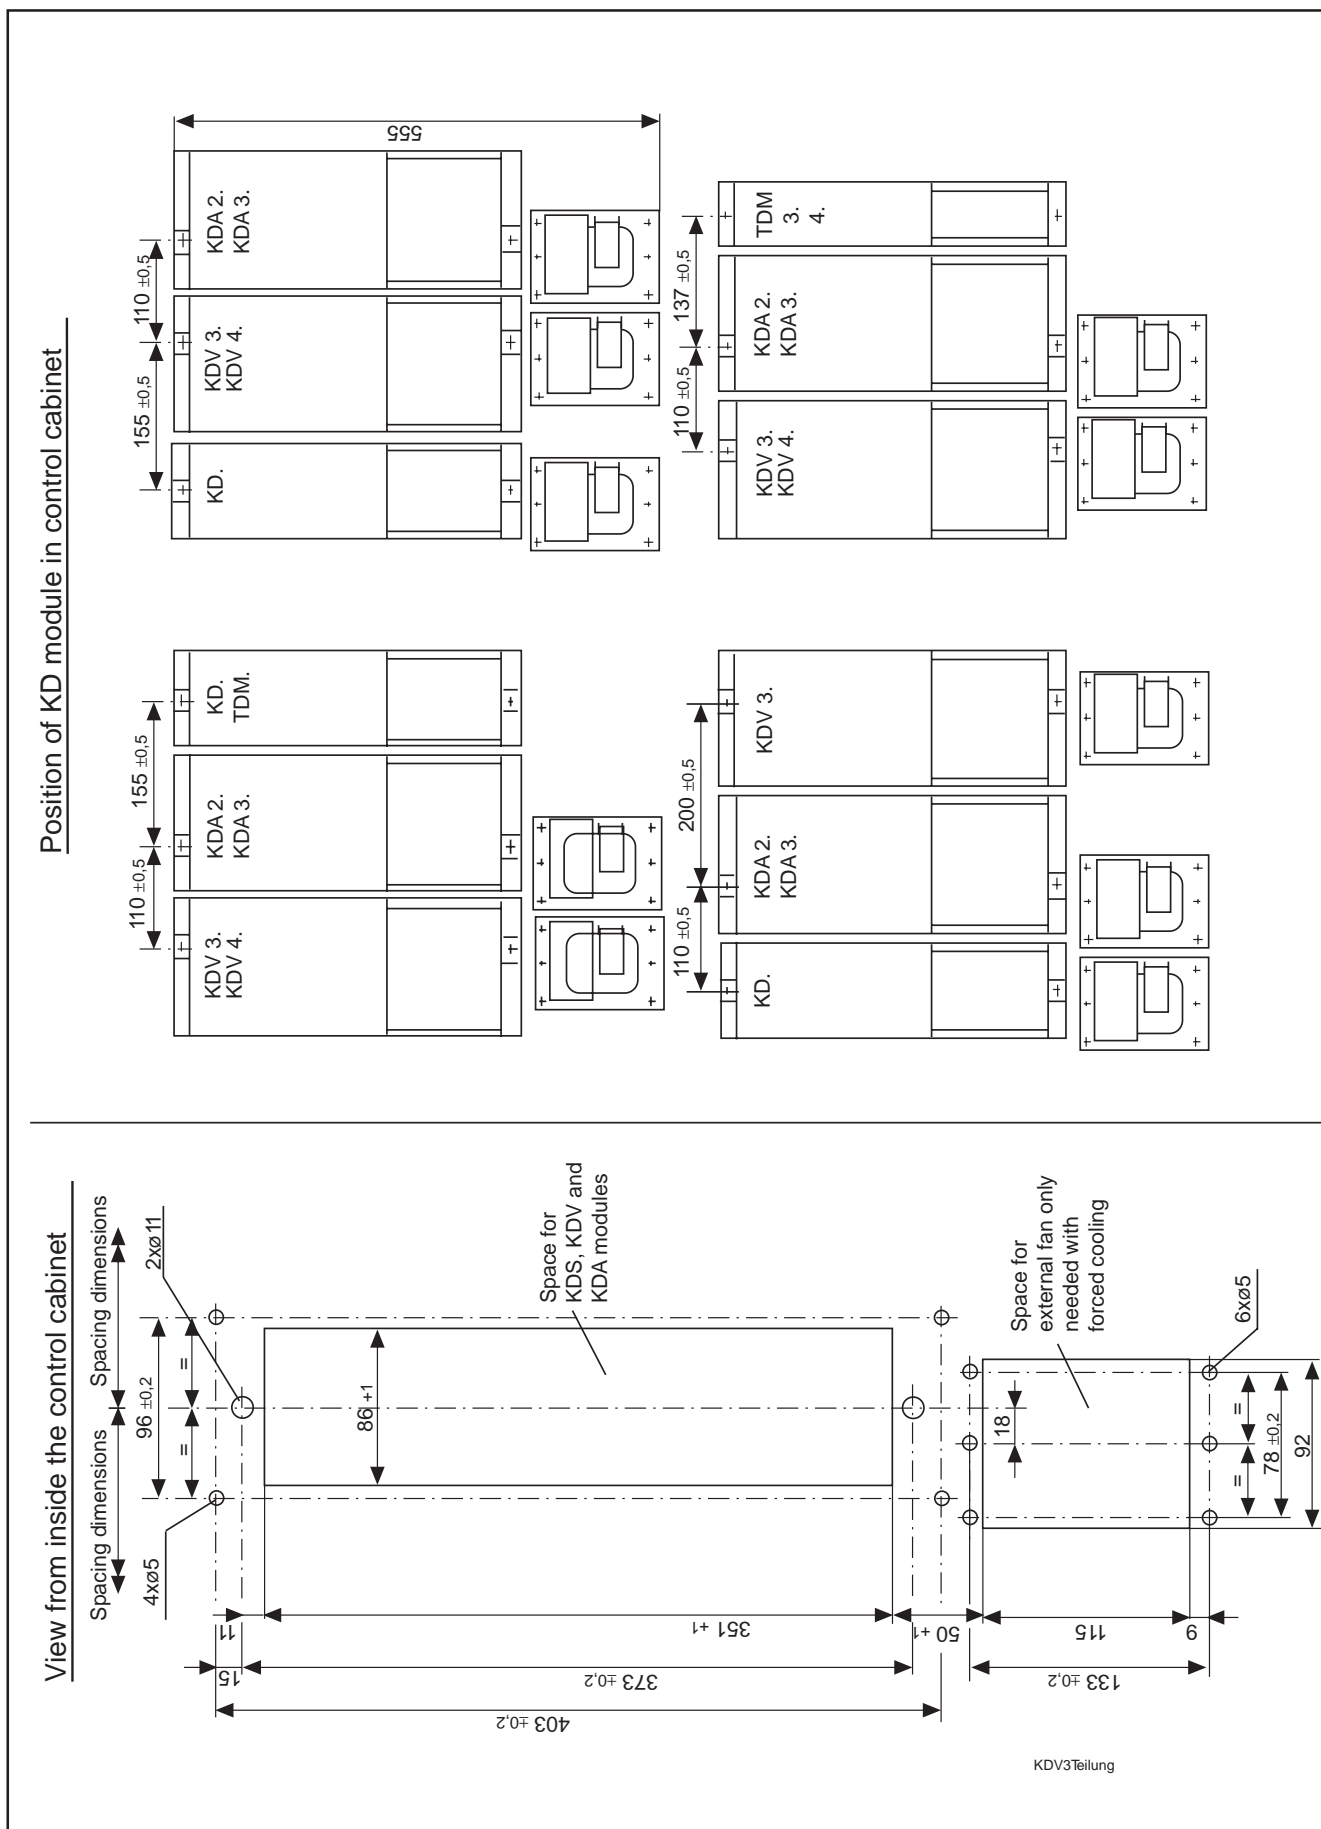 View from inside the control cabinet
Spacing dimensions
Spacing dimensions
4xø5
2xø11
96 ±0,2
=
=
86 +1
Space for
KDS, KDV and
KDA modules
11
15
351 +1
373 ±0,2
403 ±0,2
50 +1
115
9
133 ±0,2
Space for
external fan only
needed with
forced cooling
18
=
=
78 ±0,2
92
6xø5
KDV3Teilung
Position of KD module in control cabinet
110 ±0,5
155 ±0,5
KDV 3.
KDV 4.
KDA 2.
KDA 3.
KD.
TDM.
155 ±0,5
110 ±0,5
555
KD.
KDV 3.
KDV 4.
KDA 2.
KDA 3.
110 ±0,5
200 ±0,5
KD.
KDA 2.
KDA 3.
KDV 3.
110 ±0,5
137 ±0,5
KDV 3.
KDV 4.
KDA 2.
KDA 3.
TDM
3.
4.